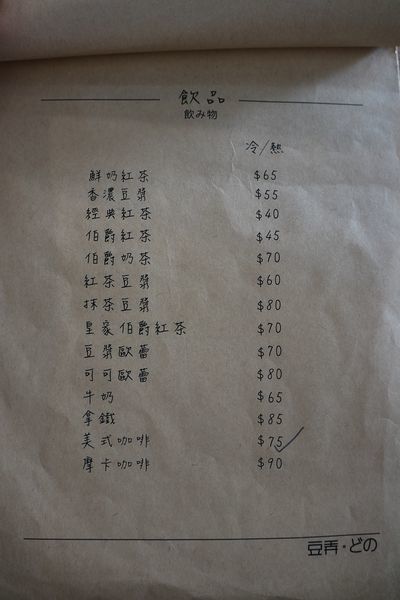 飲品
飲み物
冷/熱
鮮奶紅茶 $65
香濃豆漿 $55
經典紅茶 $40
伯爵紅茶 $45
伯爵奶茶 $70
紅茶豆漿 $60
抹茶豆漿 $80
皇家伯爵紅茶 $70
豆漿歐蕾 $70
可可歐蕾 $80
牛奶 $65
拿鐵 $85
美式咖啡 $75
摩卡咖啡 $90
豆弄・どの